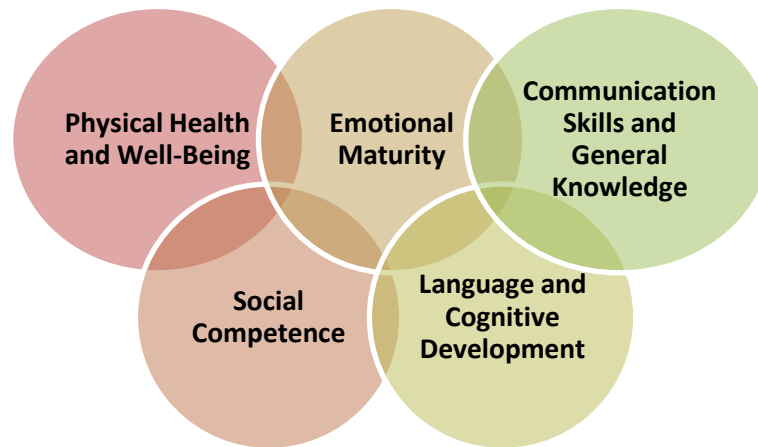 Physical Health
and Well-Being
Emotional
Maturity
Communication
Skills and
General
Knowledge
Social
Competence
Language and
Cognitive
Development